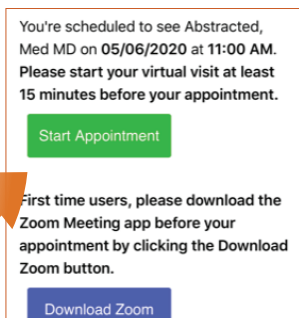 You're scheduled to see Abstracted,
Med MD on 05/06/2020 at 11:00 AM.
Please start your virtual visit at least
15 minutes before your appointment.
Start Appointment
First time users, please download the
Zoom Meeting app before your
appointment by clicking the Download
Zoom button.
Download Zoom